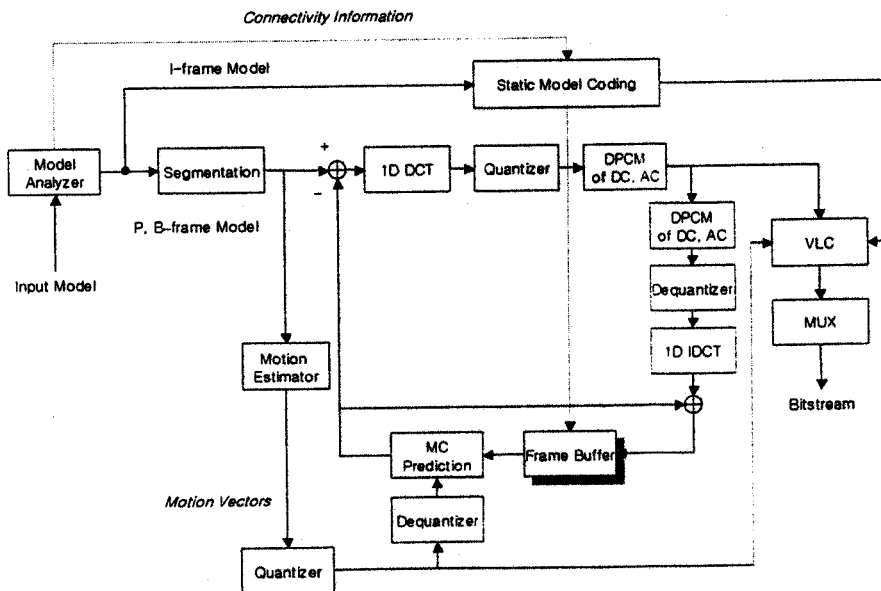 Connectivity Information
I-frame Model
Static Model Coding
+
Model
Analyzer
Segmentation
1D DCT
Quantizer
DPCM
of DC, AC
−
P, B-frame Model
DPCM
of DC, AC
VLC
Input Model
Dequantizer
MUX
Motion
Estimator
1D IDCT
Bitstream
MC
Prediction
Frame Buffer
Motion Vectors
Dequantizer
Quantizer